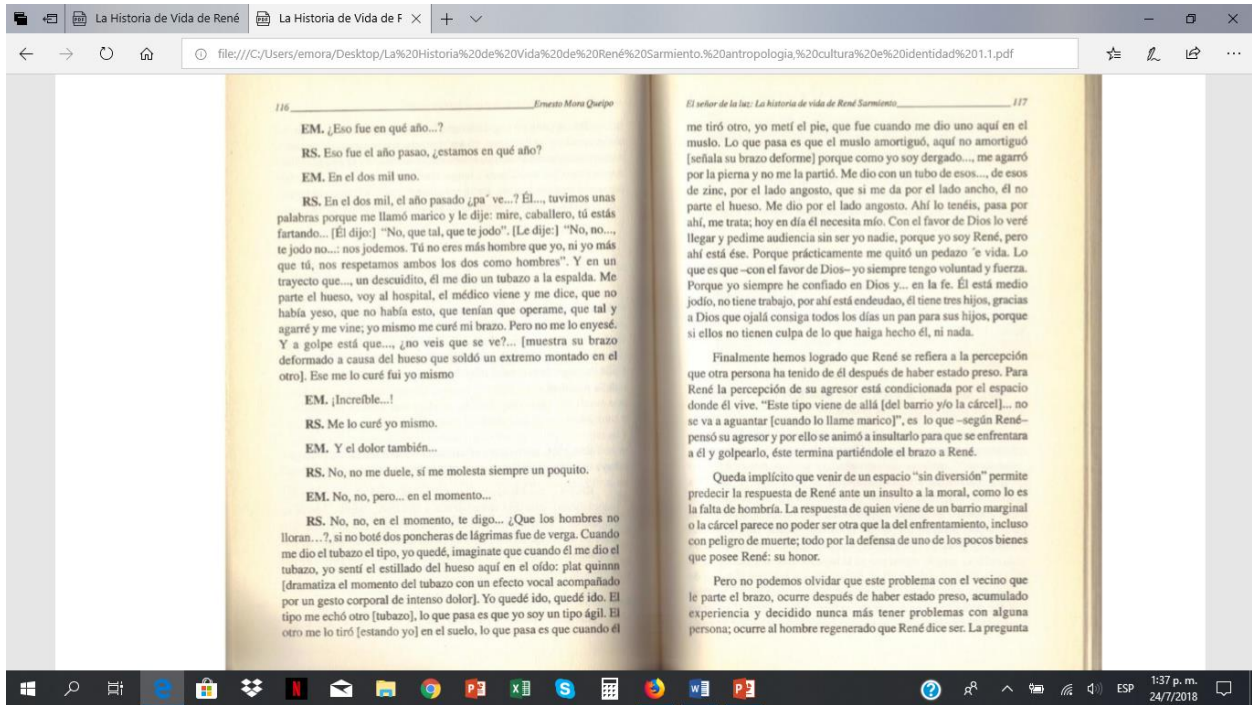 La Historia de Vida de René
La Historia de Vida de F
file:///C:/Users/emora/Desktop/La%20Historia%20de%20Vida%20de%20René%20Sarmiento.%20antropologia,%20cultura%20e%20identidad%201.1.pdf
116 Ernesto Mora Queipo
EM. ¿Eso fue en qué año...?
RS. Eso fue el año pasao, ¿estamos en qué año?
EM. En el dos mil uno.
RS. En el dos mil, el año pasado ¿pa´ ve...? Él..., tuvimos unas
palabras porque me llamó marico y le dije: mire, caballero, tú estás
fartando... [Él dijo:] “No, que tal, que te jodo”. [Le dije:] “No, no...,
te jodo no...: nos jodemos. Tú no eres más hombre que yo, ni yo más
que tú, nos respetamos ambos los dos como hombres”. Y en un
trayecto que..., un descuidito, él me dio un tubazo a la espalda. Me
parte el hueso, voy al hospital, el médico viene y me dice, que no
había yeso, que no había esto, que tenían que operame, que tal y
agarré y me vine; yo mismo me curé mi brazo. Pero no me lo enyesé.
Y a golpe está que..., ¿no veis que se ve?... [muestra su brazo
deformado a causa del hueso que soldó un extremo montado en el
otro]. Ese me lo curé fui yo mismo
EM. ¡Increíble...!
RS. Me lo curé yo mismo.
EM. Y el dolor también...
RS. No, no me duele, sí me molesta siempre un poquito.
EM. No, no, pero... en el momento...
RS. No, no, en el momento, te digo... ¿Que los hombres no
lloran…?, si no boté dos poncheras de lágrimas fue de verga. Cuando
me dio el tubazo el tipo, yo quedé, imaginate que cuando él me dio el
tubazo, yo sentí el estillado del hueso aquí en el oído: plat quinnn
[dramatiza el momento del tubazo con un efecto vocal acompañado
por un gesto corporal de intenso dolor]. Yo quedé ido, quedé ido. El
tipo me echó otro [tubazo], lo que pasa es que yo soy un tipo ágil. El
otro me lo tiró [estando yo] en el suelo, lo que pasa es que cuando él
El señor de la luz: La historia de vida de René Sarmiento 117
me tiró otro, yo metí el pie, que fue cuando me dio uno aquí en el
muslo. Lo que pasa es que el muslo amortiguó, aquí no amortiguó
[señala su brazo deforme] porque como yo soy dergado..., me agarró
por la pierna y no me la partió. Me dio con un tubo de esos..., de esos
de zinc, por el lado angosto, que si me da por el lado ancho, él no
parte el hueso. Me dio por el lado angosto. Ahí lo tenéis, pasa por
ahí, me trata; hoy en día él necesita mío. Con el favor de Dios lo veré
llegar y pedime audiencia sin ser yo nadie, porque yo soy René, pero
ahí está ése. Porque prácticamente me quitó un pedazo ´e vida. Lo
que es que –con el favor de Dios– yo siempre tengo voluntad y fuerza.
Porque yo siempre he confiado en Dios y... en la fe. Él está medio
jodío, no tiene trabajo, por ahí está endeudao, él tiene tres hijos, gracias
a Dios que ojalá consiga todos los días un pan para sus hijos, porque
si ellos no tienen culpa de lo que haiga hecho él, ni nada.
Finalmente hemos logrado que René se refiera a la percepción
que otra persona ha tenido de él después de haber estado preso. Para
René la percepción de su agresor está condicionada por el espacio
donde él vive. “Este tipo viene de allá [del barrio y/o la cárcel]... no
se va a aguantar [cuando lo llame marico]”, es lo que –según René–
pensó su agresor y por ello se animó a insultarlo para que se enfrentara
a él y golpearlo, éste termina partiéndole el brazo a René.
Queda implícito que venir de un espacio “sin diversión” permite
predecir la respuesta de René ante un insulto a la moral, como lo es
la falta de hombría. La respuesta de quien viene de un barrio marginal
o la cárcel parece no poder ser otra que la del enfrentamiento, incluso
con peligro de muerte; todo por la defensa de uno de los pocos bienes
que posee René: su honor.
Pero no podemos olvidar que este problema con el vecino que
le parte el brazo, ocurre después de haber estado preso, acumulado
experiencia y decidido nunca más tener problemas con alguna
persona; ocurre al hombre regenerado que René dice ser. La pregunta
ESP
1:37 p. m.
24/7/2018